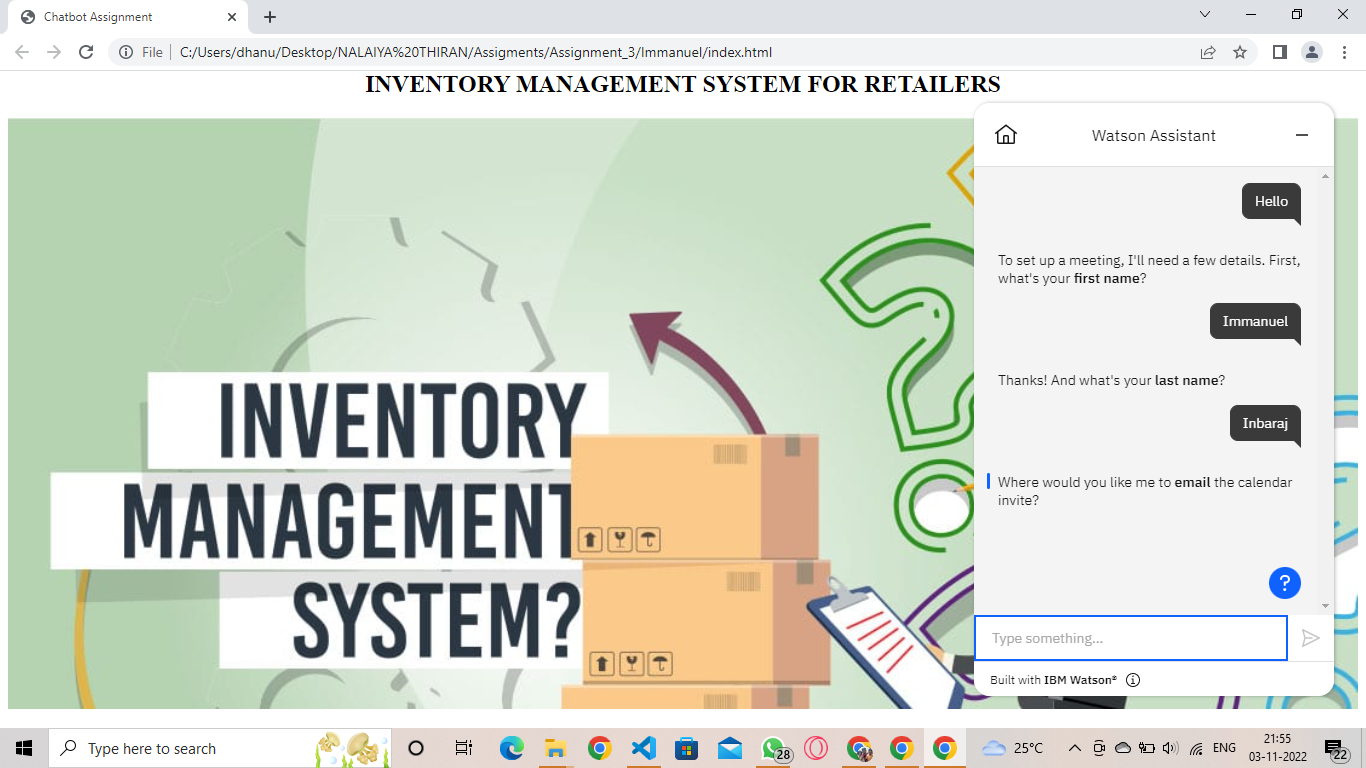 Chatbot Assignment
File
C:/Users/dhanu/Desktop/NALAIYA%20THIRAN/Assigments/Assignment_3/Immanuel/index.html
INVENTORY MANAGEMENT SYSTEM FOR RETAILERS
INVENTORY
MANAGEMENT
SYSTEM?
?
Watson Assistant
Hello
To set up a meeting, I'll need a few details. First,
what's your first name?
Immanuel
Thanks! And what's your last name?
Inbaraj
Where would you like me to email the calendar
invite?
?
Type something...
Built with IBM Watson®
Type here to search
28
25°C
ENG
21:55
03-11-2022
22